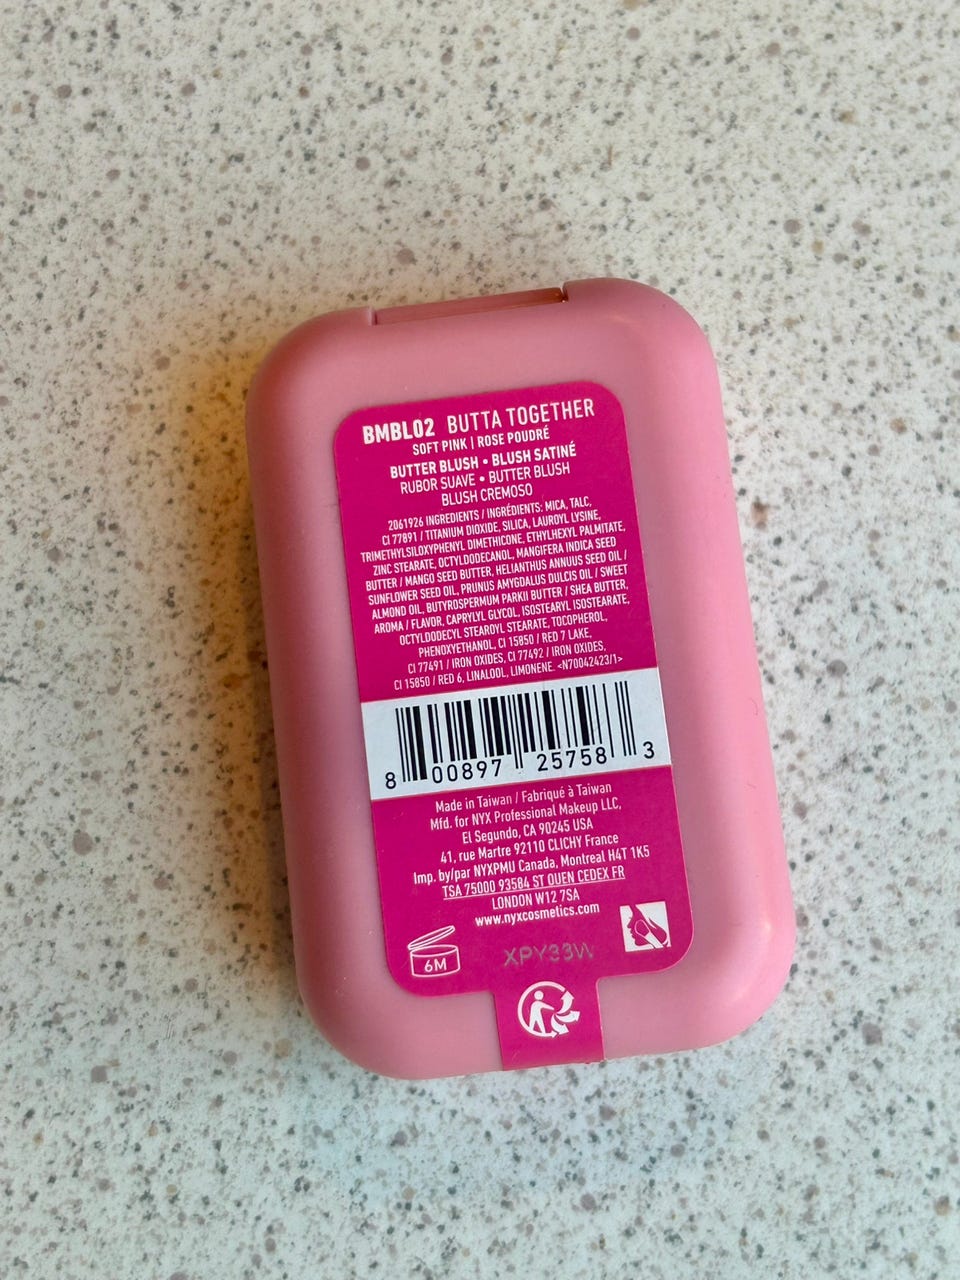 BMBL02 BUTTA TOGETHER
SOFT PINK | ROSE POUDRÉ
BUTTER BLUSH • BLUSH SATINÉ
RUBOR SUAVE • BUTTER BLUSH
BLUSH CREMOSO
2061926 INGREDIENTS / INGRÉDIENTS: MICA, TALC,
CI 77891 / TITANIUM DIOXIDE, SILICA, LAUROYL LYSINE,
TRIMETHYLSILOXYPHENYL DIMETHICONE, ETHYLHEXYL PALMITATE,
ZINC STEARATE, OCTYLDODECANOL, MANGIFERA INDICA SEED
BUTTER / MANGO SEED BUTTER, HELIANTHUS ANNUUS SEED OIL /
SUNFLOWER SEED OIL, PRUNUS AMYGDALUS DULCIS OIL / SWEET
ALMOND OIL, BUTYROSPERMUM PARKII BUTTER / SHEA BUTTER,
AROMA / FLAVOR, CAPRYLYL GLYCOL, ISOSTEARYL ISOSTEARATE,
OCTYLDODECYL STEAROYL STEARATE, TOCOPHEROL,
PHENOXYETHANOL, CI 15850 / RED 7 LAKE,
CI 77491 / IRON OXIDES, CI 77492 / IRON OXIDES,
CI 15850 / RED 6, LINALOOL, LIMONENE. <N70042423/1>
8 00897 25758 3
Made in Taiwan / Fabriqué à Taiwan
Mfd. for NYX Professional Makeup LLC,
El Segundo, CA 90245 USA
41, rue Martre 92110 CLICHY France
Imp. by/par NYXPMU Canada, Montreal H4T 1K5
TSA 75000 93584 ST OUEN CEDEX FR
LONDON W12 7SA
www.nyxcosmetics.com
6M
XPY33W